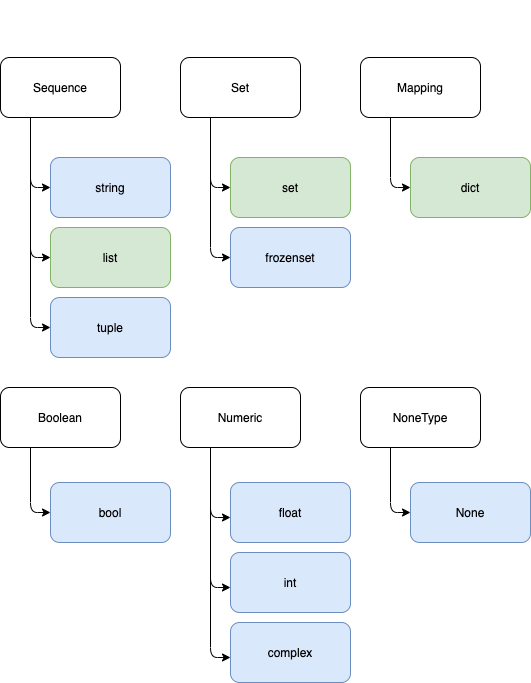 Sequence
Set
Mapping
string
set
dict
list
frozenset
tuple
Boolean
Numeric
NoneType
bool
float
None
int
complex